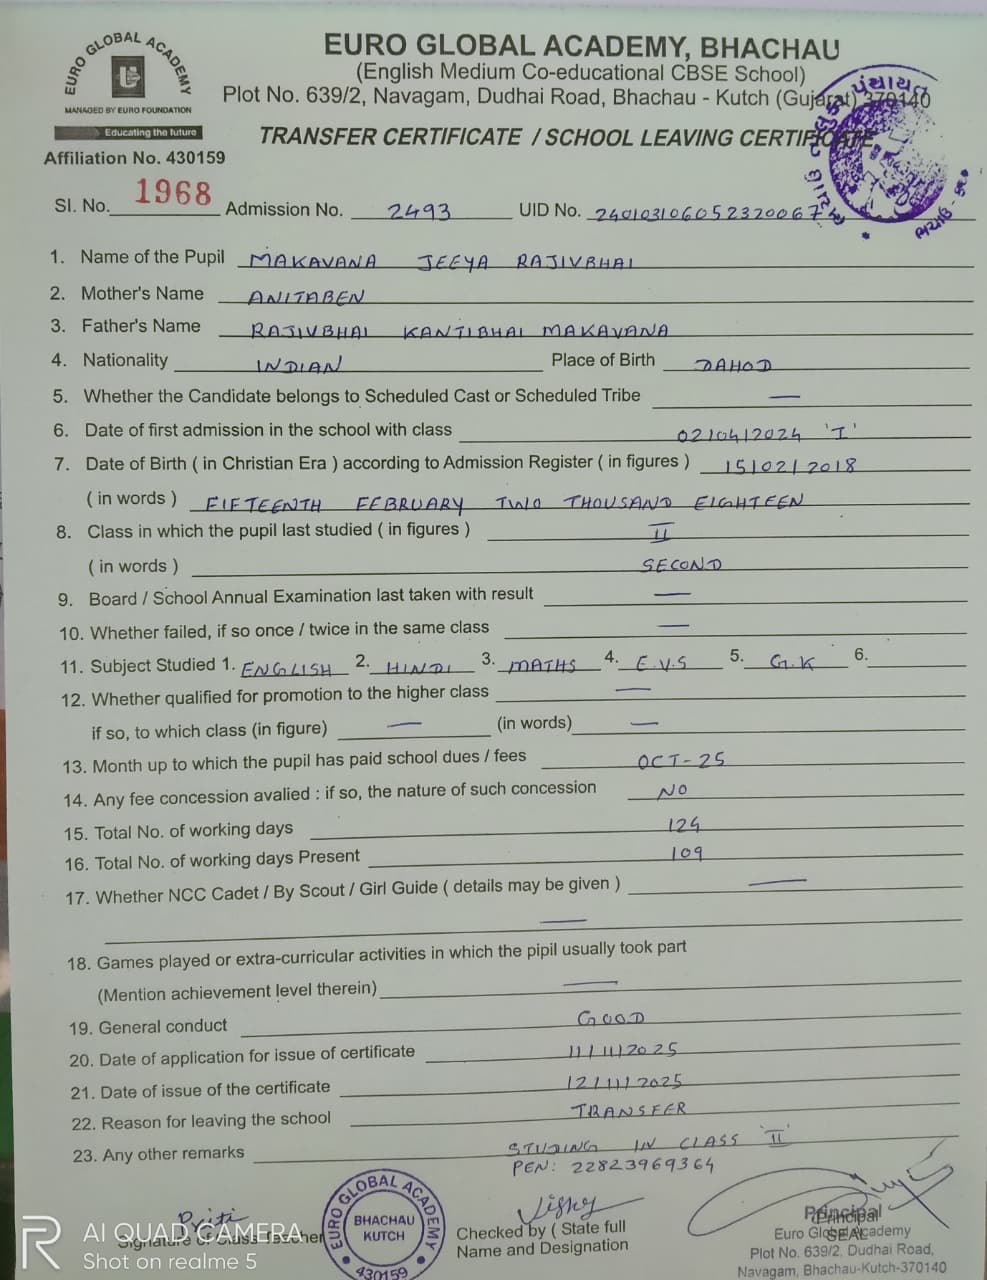 EURO GLOBAL ACADEMY
MANAGED BY EURO FOUNDATION
Educating the future
Affiliation No. 430159
EURO GLOBAL ACADEMY, BHACHAU
(English Medium Co-educational CBSE School)
Plot No. 639/2, Navagam, Dudhai Road, Bhachau - Kutch (Gujarat) 370140
TRANSFER CERTIFICATE / SCHOOL LEAVING CERTIFICATE
પંચાયત
ભચાઉ - કચ્છ
Sl. No. 1968 Admission No. 2493 UID No. 240103106052320067
1. Name of the Pupil MAKAVANA JEEYA RAJIVBHAI
2. Mother's Name ANITABEN
3. Father's Name RAJIVBHAI KANTIBHAI MAKAVANA
4. Nationality INDIAN Place of Birth DAHOD
5. Whether the Candidate belongs to Scheduled Cast or Scheduled Tribe —
6. Date of first admission in the school with class 02/04/2024 'I'
7. Date of Birth ( in Christian Era ) according to Admission Register ( in figures ) 15/02/2018
( in words ) FIFTEENTH FEBRUARY TWO THOUSAND EIGHTEEN
8. Class in which the pupil last studied ( in figures ) II
( in words ) SECOND
9. Board / School Annual Examination last taken with result —
10. Whether failed, if so once / twice in the same class —
11. Subject Studied 1. ENGLISH 2. HINDI 3. MATHS 4. E.V.S 5. G.K 6.
12. Whether qualified for promotion to the higher class —
if so, to which class (in figure) — (in words) —
13. Month up to which the pupil has paid school dues / fees OCT-25
14. Any fee concession avalied : if so, the nature of such concession NO
15. Total No. of working days 124
16. Total No. of working days Present 109
17. Whether NCC Cadet / By Scout / Girl Guide ( details may be given ) —
—
18. Games played or extra-curricular activities in which the pipil usually took part
(Mention achievement level therein) —
19. General conduct GOOD
20. Date of application for issue of certificate 11/11/2025
21. Date of issue of the certificate 12/11/2025
22. Reason for leaving the school TRANSFER
23. Any other remarks STUDING IN CLASS 'II'
PEN: 22823969364
Priti
Signature of Class Teacher
EURO GLOBAL ACADEMY
BHACHAU
KUTCH
430159
Checked by ( State full
Name and Designation
Principal
SEAL
Euro Global Academy
Plot No. 639/2, Dudhai Road,
Navagam, Bhachau-Kutch-370140
AI QUAD CAMERA
Shot on realme 5